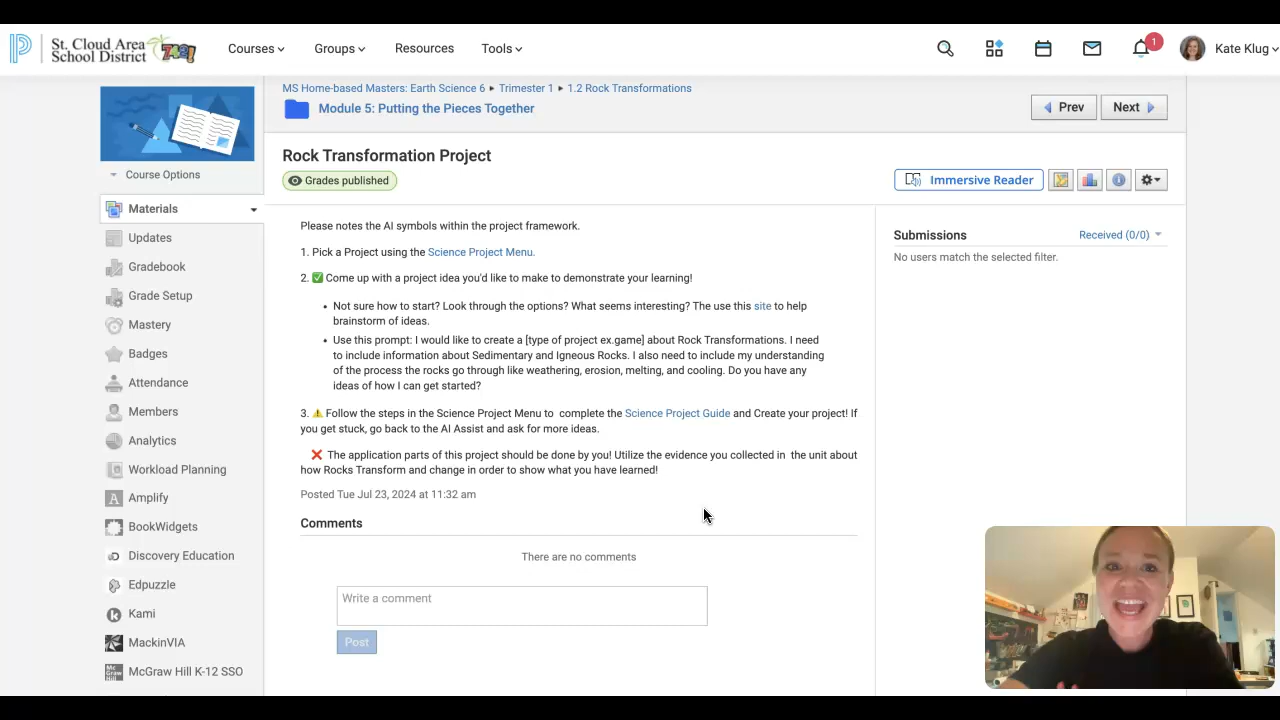 St. Cloud Area
School District
742!
Courses
Groups
Resources
Tools
1
Kate Klug
MS Home-based Masters: Earth Science 6 ▸ Trimester 1 ▸ 1.2 Rock Transformations
Module 5: Putting the Pieces Together
Prev
Next
Course Options
Materials
Updates
Gradebook
Grade Setup
Mastery
Badges
Attendance
Members
Analytics
Workload Planning
Amplify
BookWidgets
Discovery Education
Edpuzzle
Kami
MackinVIA
McGraw Hill K-12 SSO
Rock Transformation Project
Grades published
Immersive Reader
Please notes the AI symbols within the project framework.
1. Pick a Project using the Science Project Menu.
2. ✅ Come up with a project idea you'd like to make to demonstrate your learning!
• Not sure how to start? Look through the options? What seems interesting? The use this site to help
brainstorm of ideas.
• Use this prompt: I would like to create a [type of project ex.game] about Rock Transformations. I need
to include information about Sedimentary and Igneous Rocks. I also need to include my understanding
of the process the rocks go through like weathering, erosion, melting, and cooling. Do you have any
ideas of how I can get started?
3. ⚠️ Follow the steps in the Science Project Menu to complete the Science Project Guide and Create your project! If
you get stuck, go back to the AI Assist and ask for more ideas.
❌ The application parts of this project should be done by you! Utilize the evidence you collected in the unit about
how Rocks Transform and change in order to show what you have learned!
Posted Tue Jul 23, 2024 at 11:32 am
Comments
There are no comments
Write a comment
Post
Submissions
Received (0/0)
No users match the selected filter.